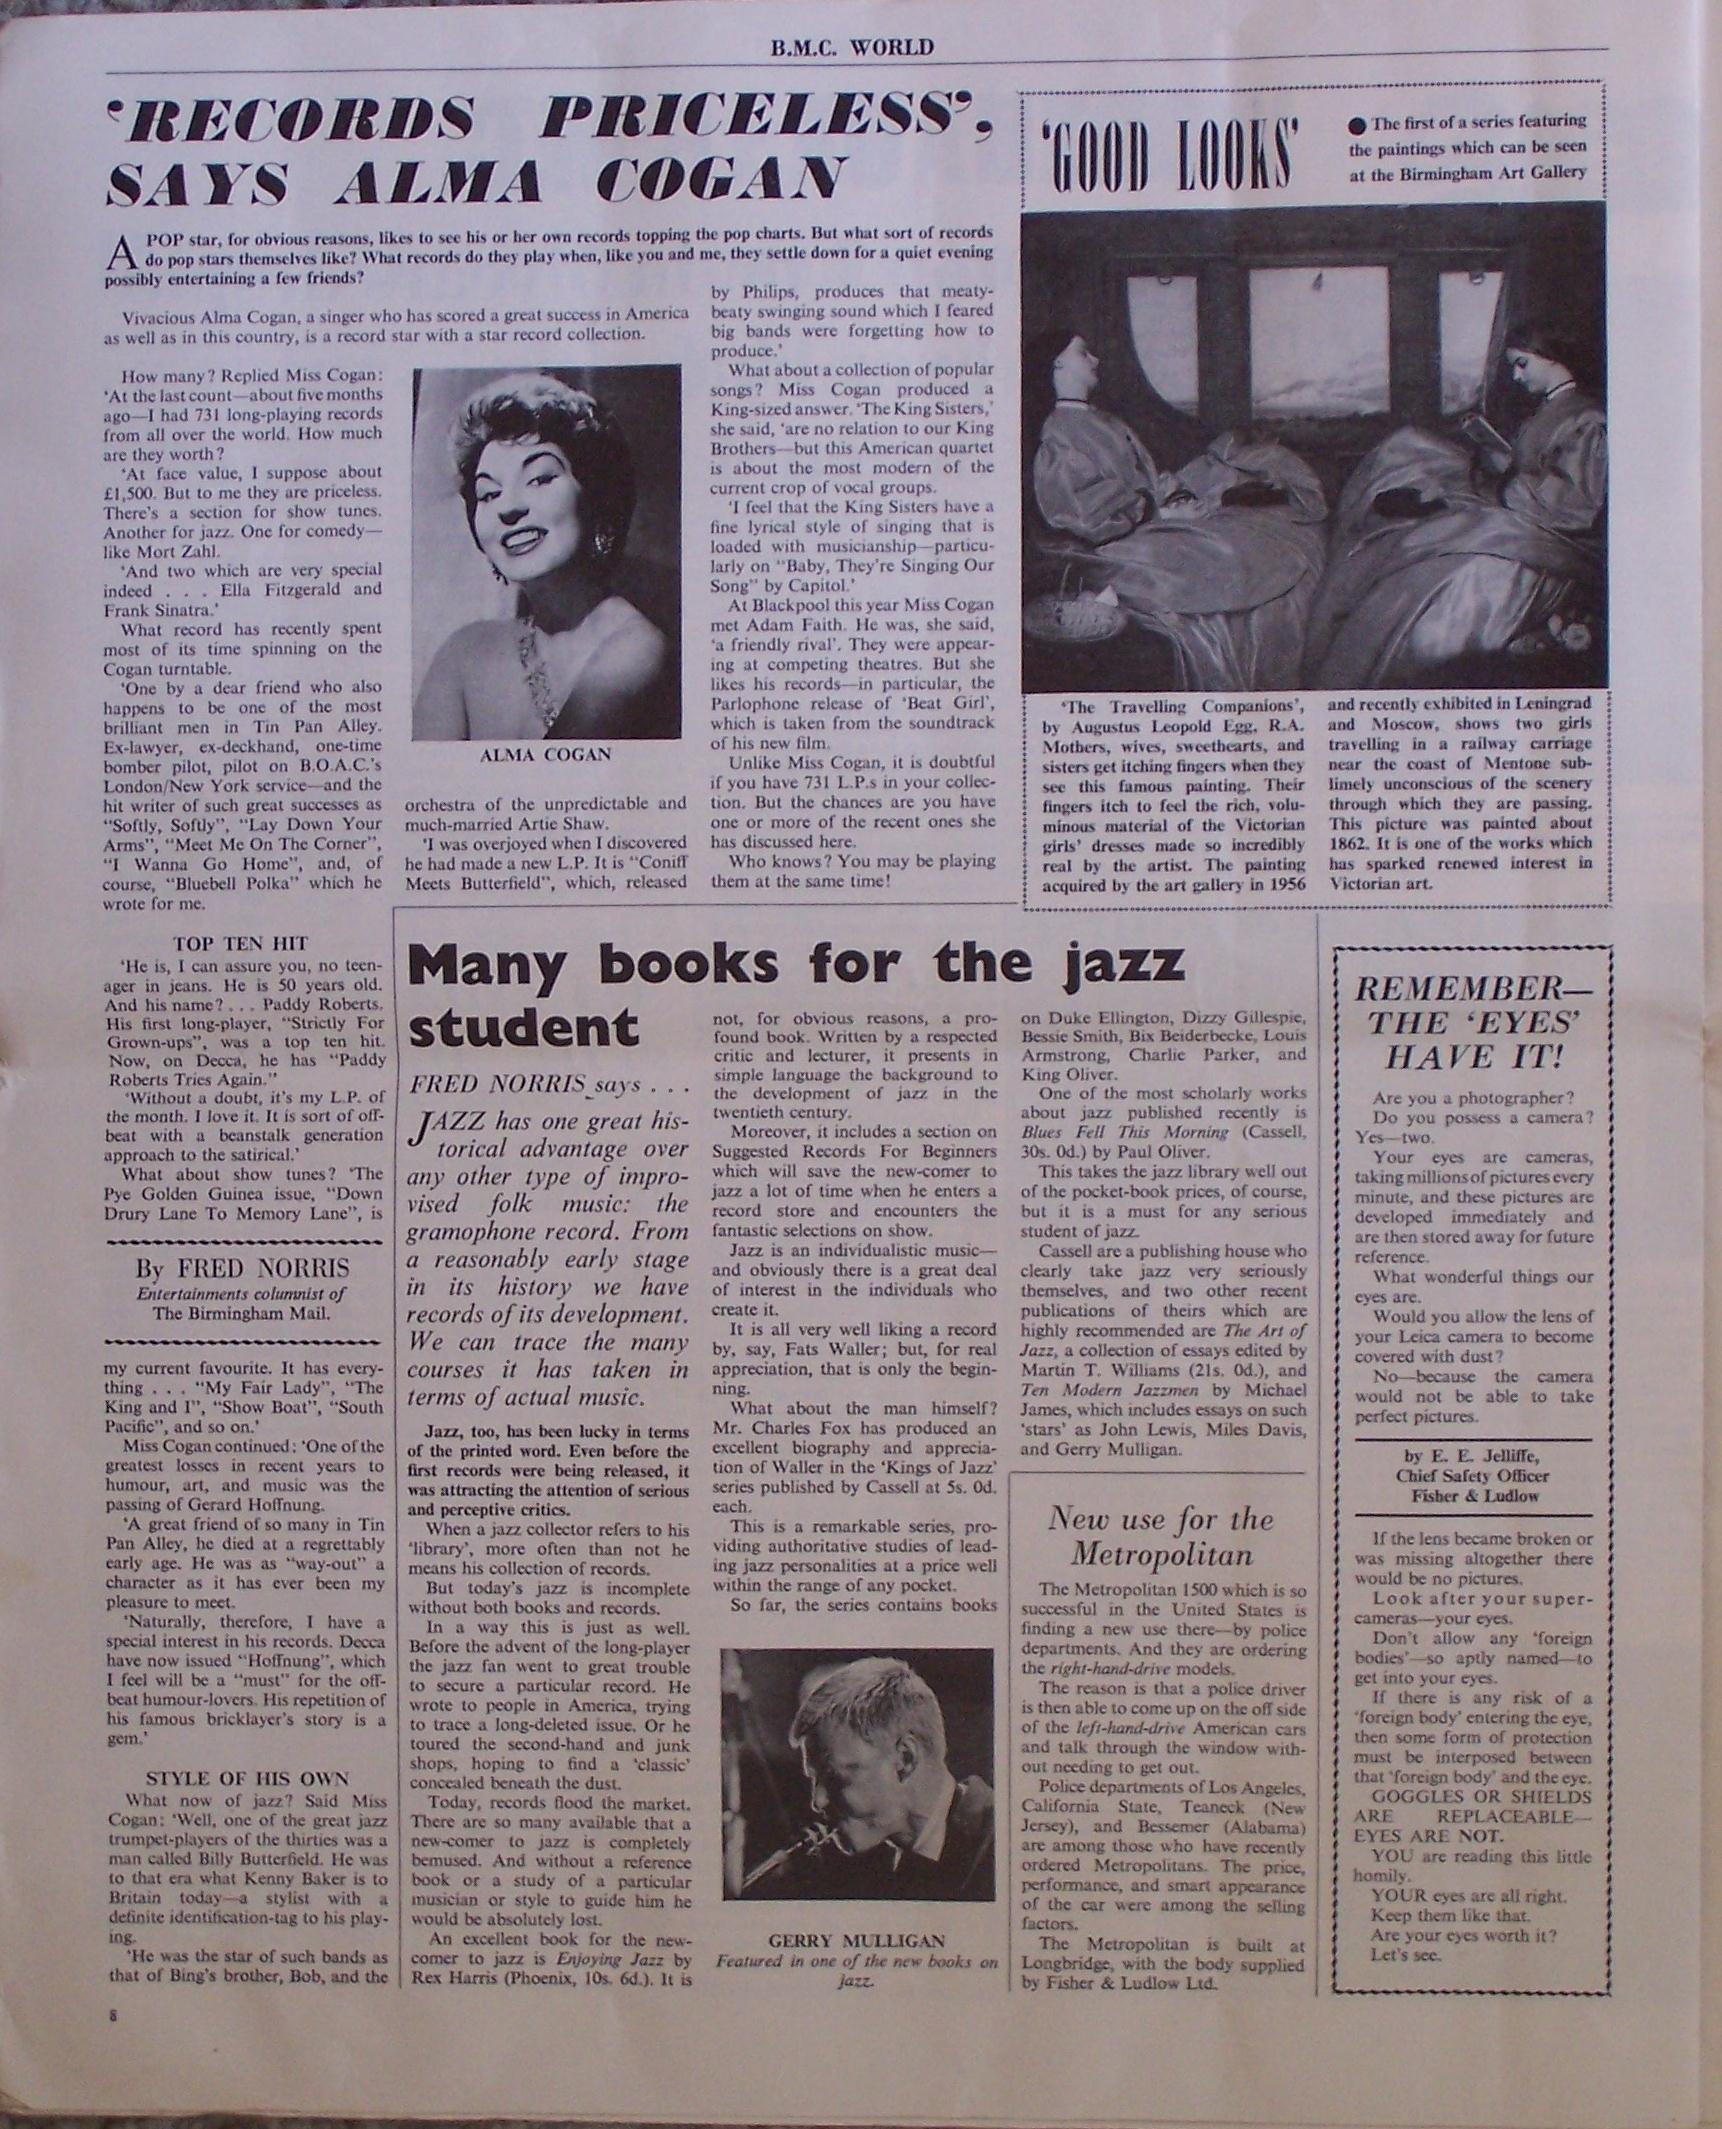 B.M.C. WORLD
‘RECORDS PRICELESS’,
SAYS ALMA COGAN
A POP star, for obvious reasons, likes to see his or her own records topping the pop charts. But what sort of records
do pop stars themselves like? What records do they play when, like you and me, they settle down for a quiet evening
possibly entertaining a few friends?
Vivacious Alma Cogan, a singer who has scored a great success in America
as well as in this country, is a record star with a star record collection.
How many? Replied Miss Cogan:
‘At the last count—about five months
ago—I had 731 long-playing records
from all over the world. How much
are they worth?
‘At face value, I suppose about
£1,500. But to me they are priceless.
There’s a section for show tunes.
Another for jazz. One for comedy—
like Mort Zahl.
‘And two which are very special
indeed . . . Ella Fitzgerald and
Frank Sinatra.’
What record has recently spent
most of its time spinning on the
Cogan turntable.
‘One by a dear friend who also
happens to be one of the most
brilliant men in Tin Pan Alley.
Ex-lawyer, ex-deckhand, one-time
bomber pilot, pilot on B.O.A.C.’s
London/New York service—and the
hit writer of such great successes as
“Softly, Softly”, “Lay Down Your
Arms”, “Meet Me On The Corner”,
“I Wanna Go Home”, and, of
course, “Bluebell Polka” which he
wrote for me.
TOP TEN HIT
‘He is, I can assure you, no teen-
ager in jeans. He is 50 years old.
And his name? . . . Paddy Roberts.
His first long-player, “Strictly For
Grown-ups”, was a top ten hit.
Now, on Decca, he has “Paddy
Roberts Tries Again.”
‘Without a doubt, it’s my L.P. of
the month. I love it. It is sort of off-
beat with a beanstalk generation
approach to the satirical.’
What about show tunes? ‘The
Pye Golden Guinea issue, “Down
Drury Lane To Memory Lane”, is
By FRED NORRIS
Entertainments columnist of
The Birmingham Mail.
my current favourite. It has every-
thing . . . “My Fair Lady”, “The
King and I”, “Show Boat”, “South
Pacific”, and so on.’
Miss Cogan continued: ‘One of the
greatest losses in recent years to
humour, art, and music was the
passing of Gerard Hoffnung.
‘A great friend of so many in Tin
Pan Alley, he died at a regrettably
early age. He was as “way-out” a
character as it has ever been my
pleasure to meet.
‘Naturally, therefore, I have a
special interest in his records. Decca
have now issued “Hoffnung”, which
I feel will be a “must” for the off-
beat humour-lovers. His repetition of
his famous bricklayer’s story is a
gem.’
STYLE OF HIS OWN
What now of jazz? Said Miss
Cogan: ‘Well, one of the great jazz
trumpet-players of the thirties was a
man called Billy Butterfield. He was
to that era what Kenny Baker is to
Britain today—a stylist with a
definite identification-tag to his play-
ing.
‘He was the star of such bands as
that of Bing’s brother, Bob, and the
ALMA COGAN
orchestra of the unpredictable and
much-married Artie Shaw.
‘I was overjoyed when I discovered
he had made a new L.P. It is “Coniff
Meets Butterfield”, which, released
by Philips, produces that meaty-
beaty swinging sound which I feared
big bands were forgetting how to
produce.’
What about a collection of popular
songs? Miss Cogan produced a
King-sized answer. ‘The King Sisters,’
she said, ‘are no relation to our King
Brothers—but this American quartet
is about the most modern of the
current crop of vocal groups.
‘I feel that the King Sisters have a
fine lyrical style of singing that is
loaded with musicianship—particu-
larly on “Baby, They’re Singing Our
Song” by Capitol.’
At Blackpool this year Miss Cogan
met Adam Faith. He was, she said,
‘a friendly rival’. They were appear-
ing at competing theatres. But she
likes his records—in particular, the
Parlophone release of ‘Beat Girl’,
which is taken from the soundtrack
of his new film.
Unlike Miss Cogan, it is doubtful
if you have 731 L.P.s in your collec-
tion. But the chances are you have
one or more of the recent ones she
has discussed here.
Who knows? You may be playing
them at the same time!
‘GOOD LOOKS’
● The first of a series featuring
the paintings which can be seen
at the Birmingham Art Gallery
‘The Travelling Companions’,
by Augustus Leopold Egg, R.A.
Mothers, wives, sweethearts, and
sisters get itching fingers when they
see this famous painting. Their
fingers itch to feel the rich, volu-
minous material of the Victorian
girls’ dresses made so incredibly
real by the artist. The painting
acquired by the art gallery in 1956
and recently exhibited in Leningrad
and Moscow, shows two girls
travelling in a railway carriage
near the coast of Mentone sub-
limely unconscious of the scenery
through which they are passing.
This picture was painted about
1862. It is one of the works which
has sparked renewed interest in
Victorian art.
Many books for the jazz
student
FRED NORRIS says . . .
JAZZ has one great his-
torical advantage over
any other type of impro-
vised folk music: the
gramophone record. From
a reasonably early stage
in its history we have
records of its development.
We can trace the many
courses it has taken in
terms of actual music.
Jazz, too, has been lucky in terms
of the printed word. Even before the
first records were being released, it
was attracting the attention of serious
and perceptive critics.
When a jazz collector refers to his
‘library’, more often than not he
means his collection of records.
But today’s jazz is incomplete
without both books and records.
In a way this is just as well.
Before the advent of the long-player
the jazz fan went to great trouble
to secure a particular record. He
wrote to people in America, trying
to trace a long-deleted issue. Or he
toured the second-hand and junk
shops, hoping to find a ‘classic’
concealed beneath the dust.
Today, records flood the market.
There are so many available that a
new-comer to jazz is completely
bemused. And without a reference
book or a study of a particular
musician or style to guide him he
would be absolutely lost.
An excellent book for the new-
comer to jazz is Enjoying Jazz by
Rex Harris (Phoenix, 10s. 6d.). It is
not, for obvious reasons, a pro-
found book. Written by a respected
critic and lecturer, it presents in
simple language the background to
the development of jazz in the
twentieth century.
Moreover, it includes a section on
Suggested Records For Beginners
which will save the new-comer to
jazz a lot of time when he enters a
record store and encounters the
fantastic selections on show.
Jazz is an individualistic music—
and obviously there is a great deal
of interest in the individuals who
create it.
It is all very well liking a record
by, say, Fats Waller; but, for real
appreciation, that is only the begin-
ning.
What about the man himself?
Mr. Charles Fox has produced an
excellent biography and apprecia-
tion of Waller in the ‘Kings of Jazz’
series published by Cassell at 5s. 0d.
each.
This is a remarkable series, pro-
viding authoritative studies of lead-
ing jazz personalities at a price well
within the range of any pocket.
So far, the series contains books
GERRY MULLIGAN
Featured in one of the new books on
jazz.
on Duke Ellington, Dizzy Gillespie,
Bessie Smith, Bix Beiderbecke, Louis
Armstrong, Charlie Parker, and
King Oliver.
One of the most scholarly works
about jazz published recently is
Blues Fell This Morning (Cassell,
30s. 0d.) by Paul Oliver.
This takes the jazz library well out
of the pocket-book prices, of course,
but it is a must for any serious
student of jazz.
Cassell are a publishing house who
clearly take jazz very seriously
themselves, and two other recent
publications of theirs which are
highly recommended are The Art of
Jazz, a collection of essays edited by
Martin T. Williams (21s. 0d.), and
Ten Modern Jazzmen by Michael
James, which includes essays on such
‘stars’ as John Lewis, Miles Davis,
and Gerry Mulligan.
New use for the
Metropolitan
The Metropolitan 1500 which is so
successful in the United States is
finding a new use there—by police
departments. And they are ordering
the right-hand-drive models.
The reason is that a police driver
is then able to come up on the off side
of the left-hand-drive American cars
and talk through the window with-
out needing to get out.
Police departments of Los Angeles,
California State, Teaneck (New
Jersey), and Bessemer (Alabama)
are among those who have recently
ordered Metropolitans. The price,
performance, and smart appearance
of the car were among the selling
factors.
The Metropolitan is built at
Longbridge, with the body supplied
by Fisher & Ludlow Ltd.
REMEMBER—
THE ‘EYES’
HAVE IT!
Are you a photographer?
Do you possess a camera?
Yes—two.
Your eyes are cameras,
taking millions of pictures every
minute, and these pictures are
developed immediately and
are then stored away for future
reference.
What wonderful things our
eyes are.
Would you allow the lens of
your Leica camera to become
covered with dust?
No—because the camera
would not be able to take
perfect pictures.
by E. E. Jelliffe,
Chief Safety Officer
Fisher & Ludlow
If the lens became broken or
was missing altogether there
would be no pictures.
Look after your super-
cameras—your eyes.
Don’t allow any ‘foreign
bodies’—so aptly named—to
get into your eyes.
If there is any risk of a
‘foreign body’ entering the eye,
then some form of protection
must be interposed between
that ‘foreign body’ and the eye.
GOGGLES OR SHIELDS
ARE REPLACEABLE—
EYES ARE NOT.
YOU are reading this little
homily.
YOUR eyes are all right.
Keep them like that.
Are your eyes worth it?
Let’s see.
8